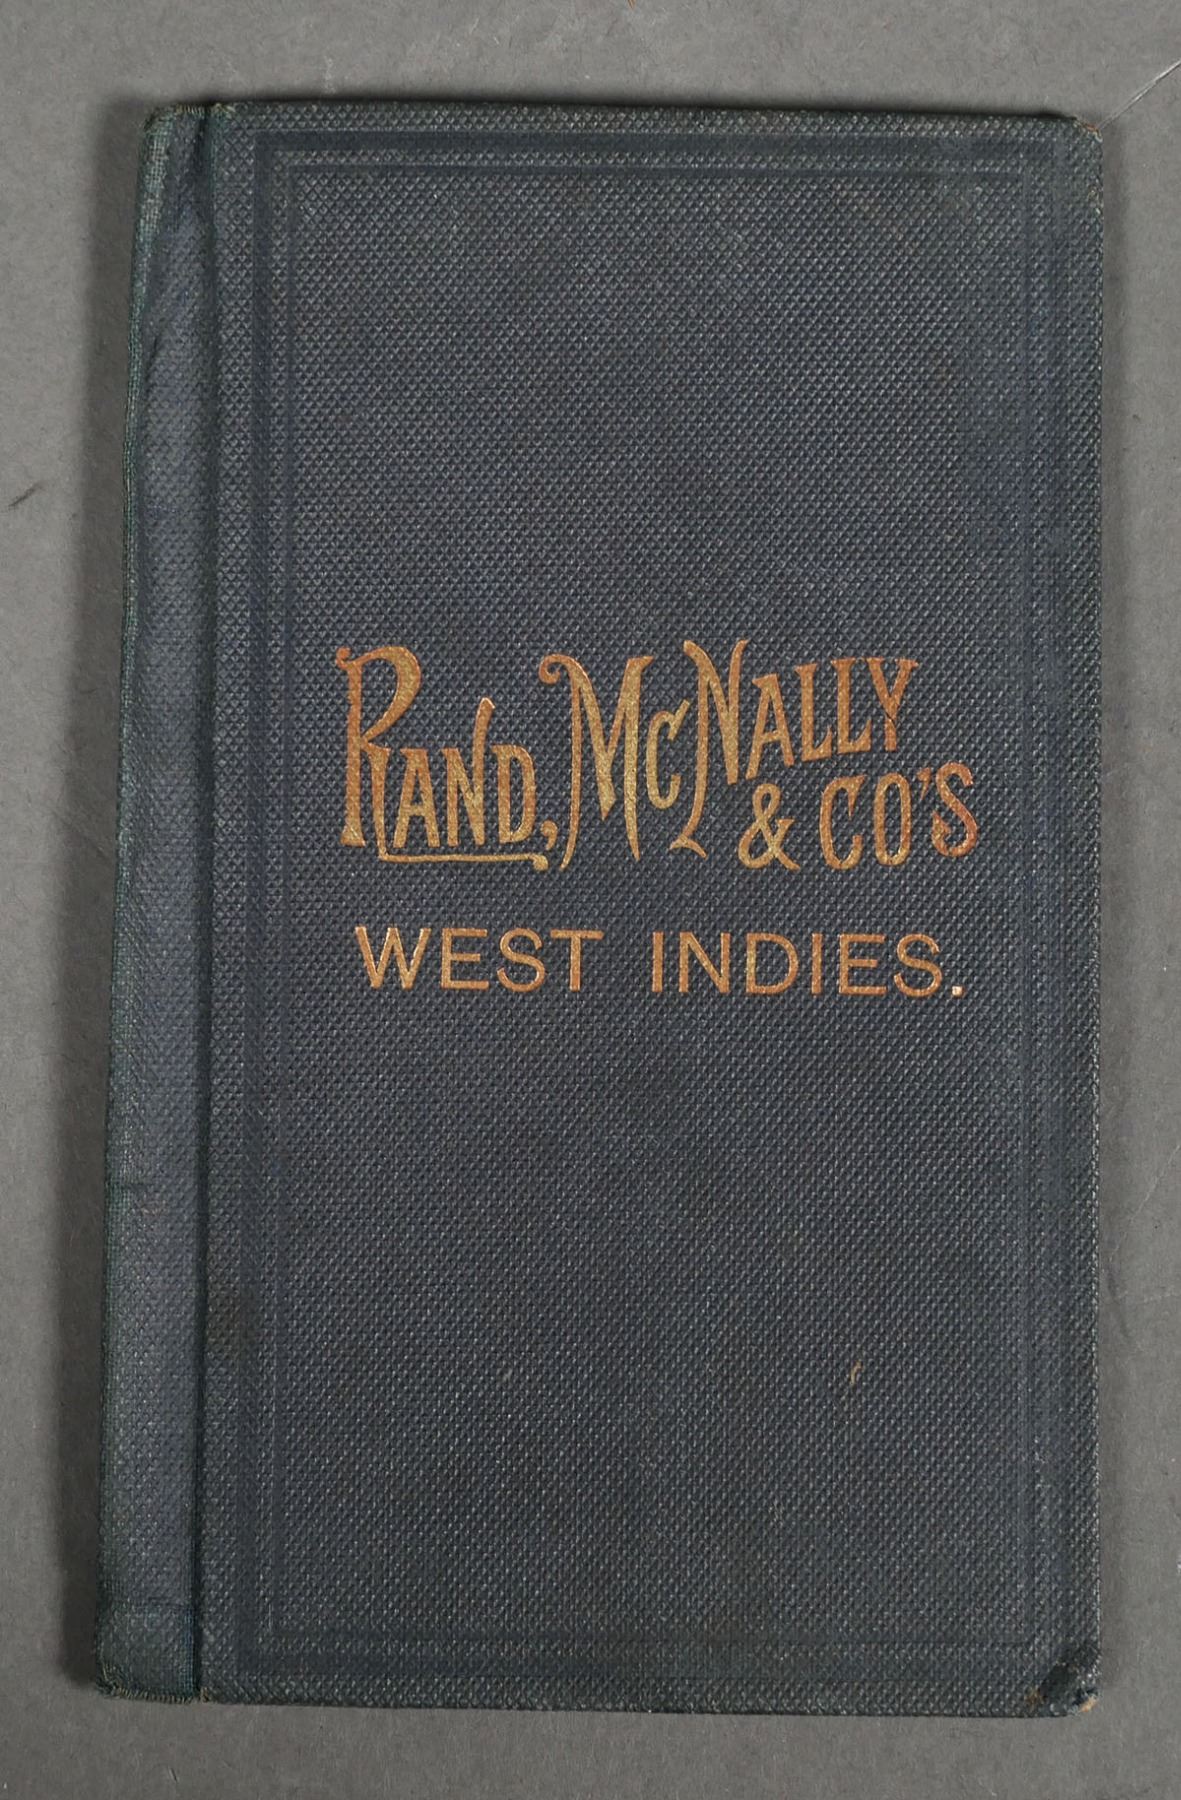 RAND, MCNALLY
& CO'S
WEST INDIES.